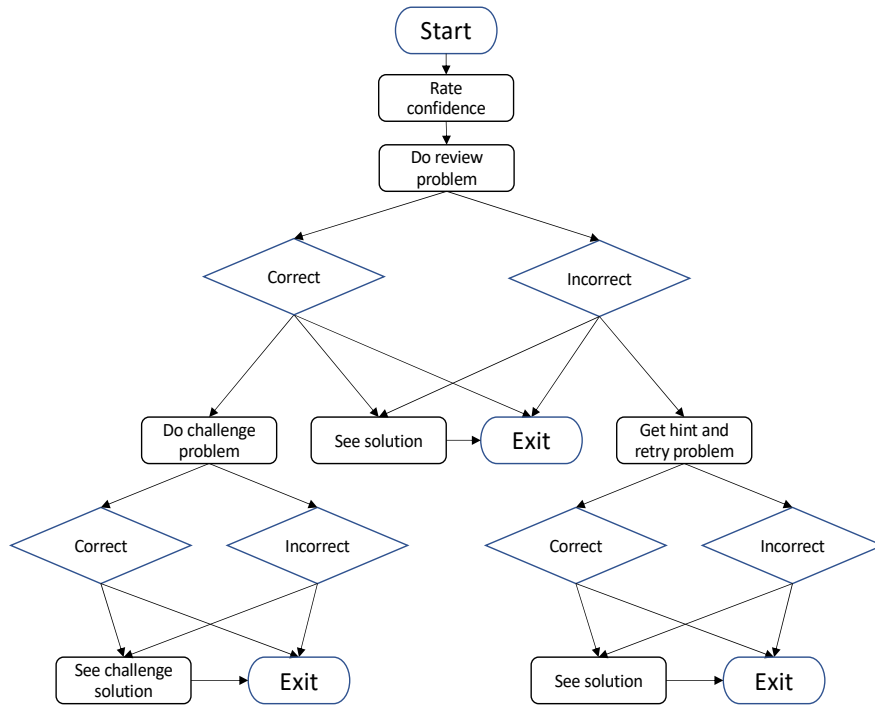 Start
Rate
confidence
Do review
problem
Correct
Incorrect
Do challenge
problem
See solution
Exit
Get hint and
retry problem
Correct
Incorrect
Correct
Incorrect
See challenge
solution
Exit
See solution
Exit